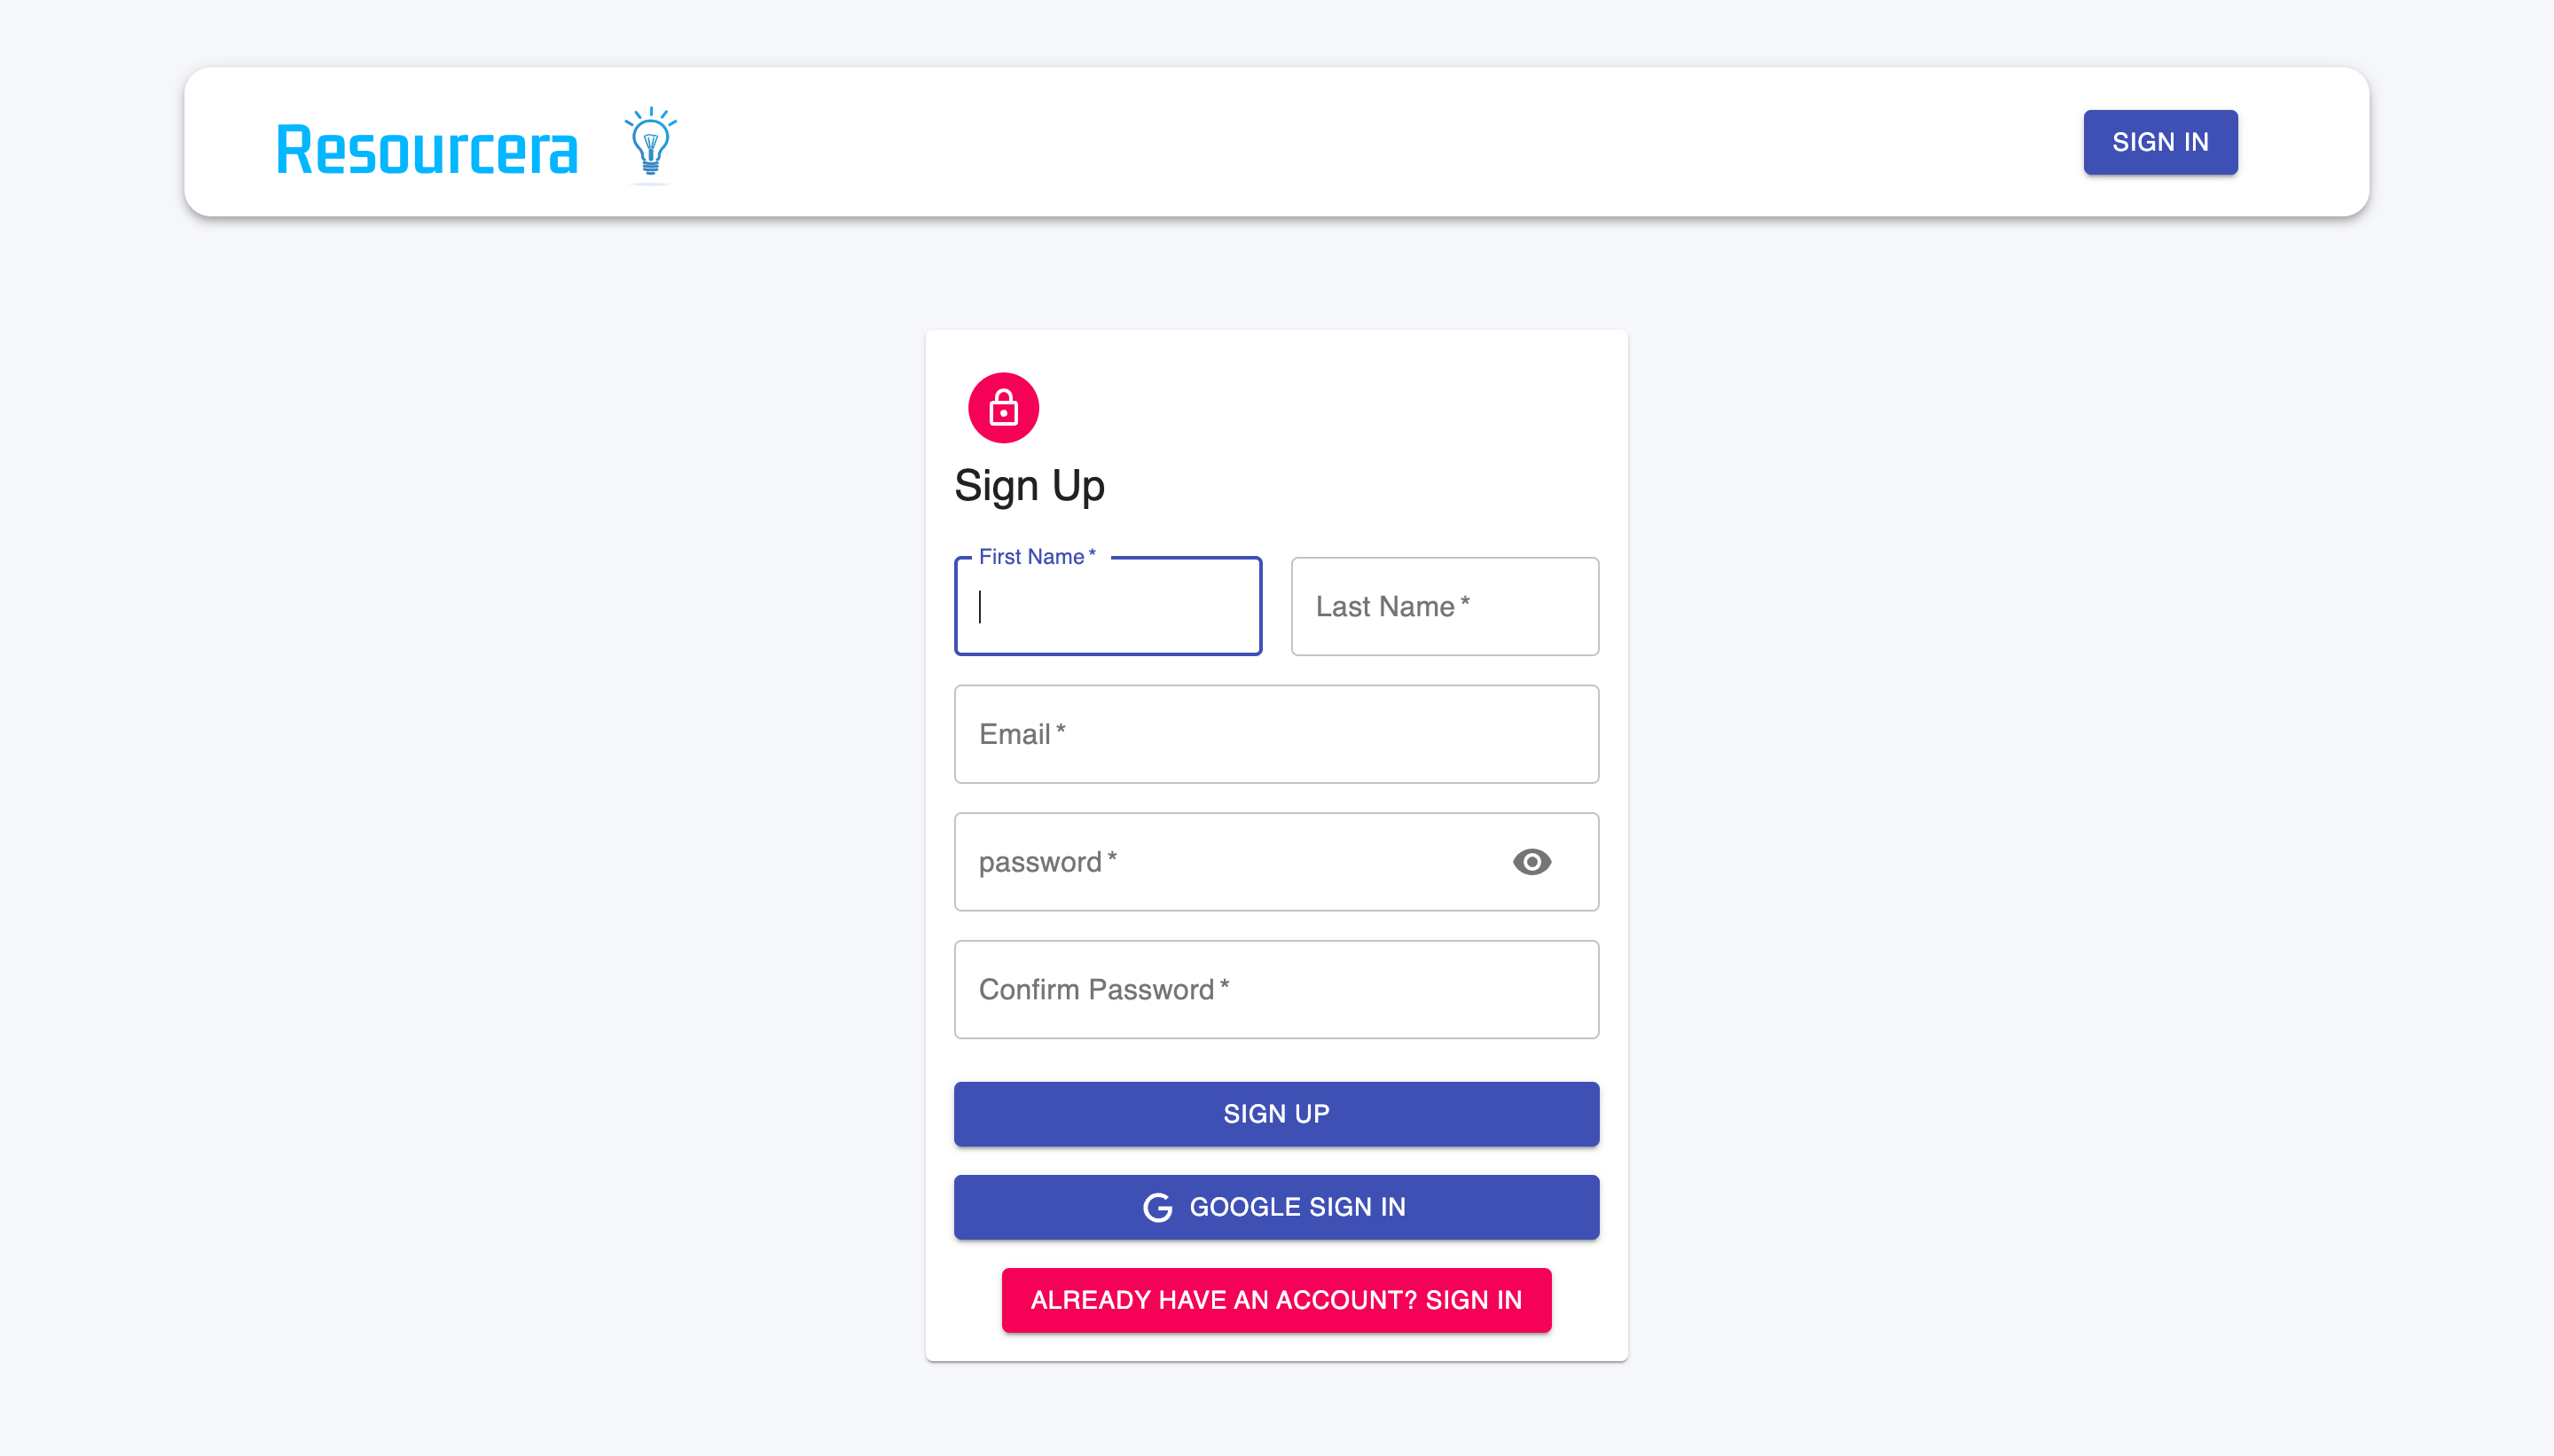 Resourcera
SIGN IN
Sign Up
First Name *
Last Name *
Email *
password *
Confirm Password *
SIGN UP
GOOGLE SIGN IN
ALREADY HAVE AN ACCOUNT? SIGN IN